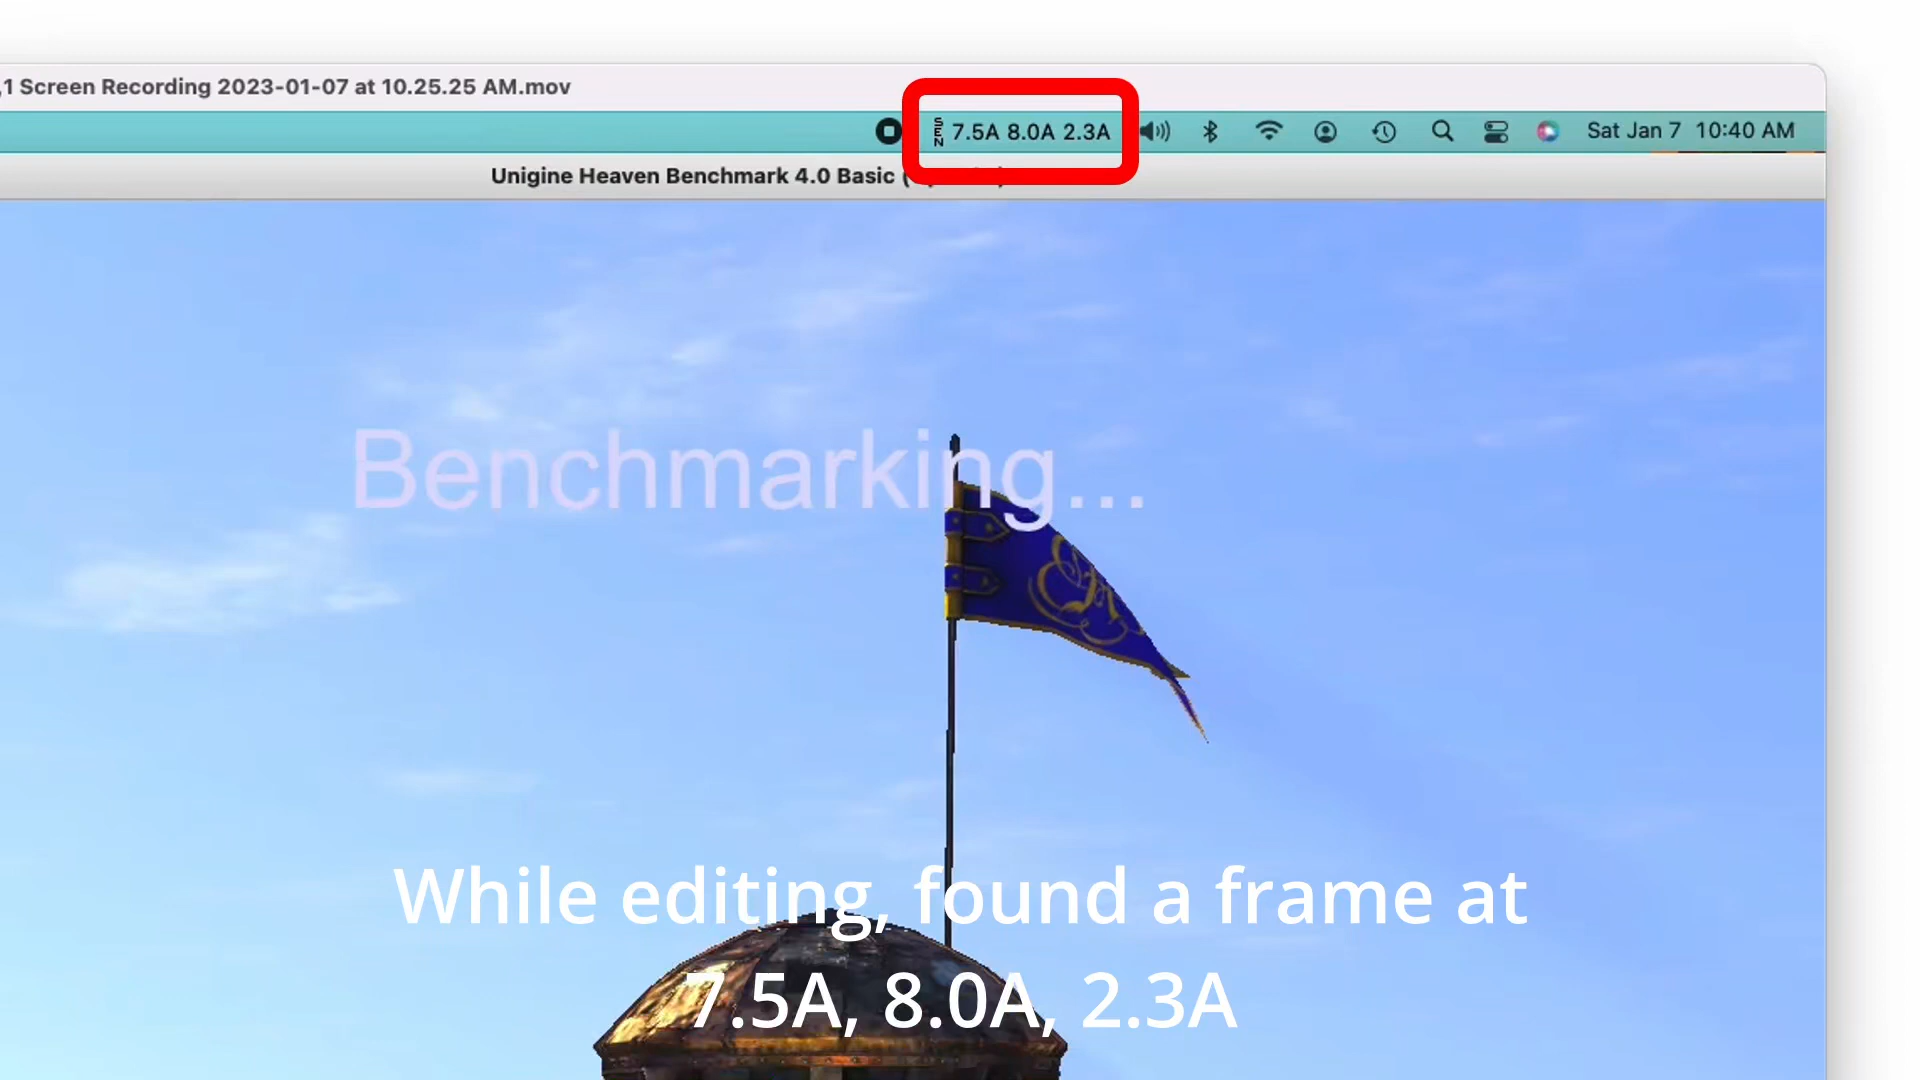 ,1 Screen Recording 2023-01-07 at 10.25.25 AM.mov
SEN 7.5A 8.0A 2.3A Sat Jan 7 10:40 AM
Unigine Heaven Benchmark 4.0 Basic (
Benchmarking...
While editing, found a frame at
7.5A, 8.0A, 2.3A